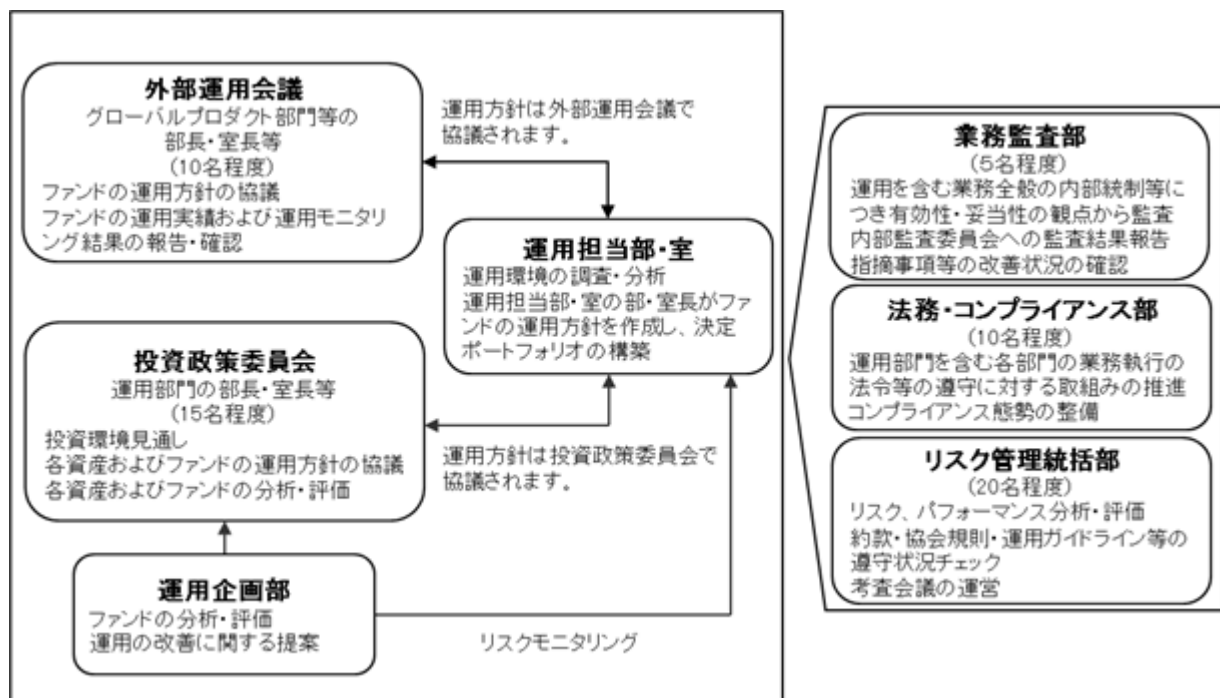 外部運用会議
グローバルプロダクト部門等の
部長・室長等
(10名程度)
ファンドの運用方針の協議
ファンドの運用実績および運用モニタリ
ング結果の報告・確認
運用方針は外部運用会議で
協議されます。
運用担当部・室
運用環境の調査・分析
運用担当部・室の部・室長がファ
ンドの運用方針を作成し、決定
ポートフォリオの構築
投資政策委員会
運用部門の部長・室長等
(15名程度)
投資環境見通し
各資産およびファンドの運用方針の協議
各資産およびファンドの分析・評価
運用方針は投資政策委員会で
協議されます。
運用企画部
ファンドの分析・評価
運用の改善に関する提案
リスクモニタリング
業務監査部
(5名程度)
運用を含む業務全般の内部統制等に
つき有効性・妥当性の観点から監査
内部監査委員会への監査結果報告
指摘事項等の改善状況の確認
法務・コンプライアンス部
(10名程度)
運用部門を含む各部門の業務執行の
法令等の遵守に対する取組みの推進
コンプライアンス態勢の整備
リスク管理統括部
(20名程度)
リスク、パフォーマンス分析・評価
約款・協会規則・運用ガイドライン等の
遵守状況チェック
考査会議の運営